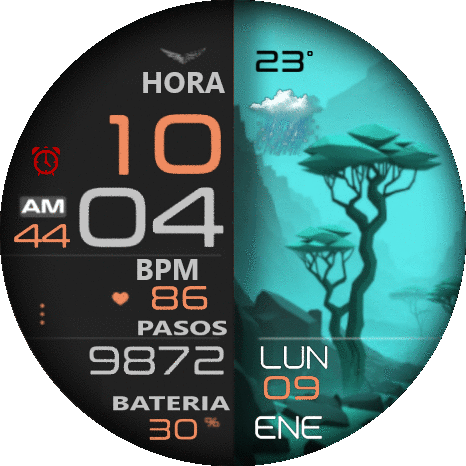 HORA
10
04
AM
44
BPM
86
PASOS
9872
BATERIA
30 %
23°
LUN
09
ENE